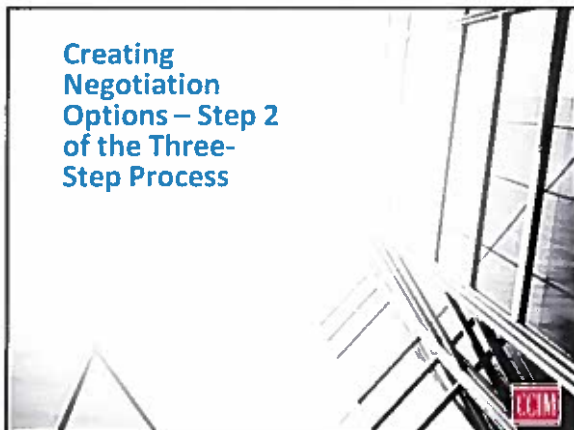 Creating
Negotiation
Options – Step 2
of the Three-
Step Process
CCIM